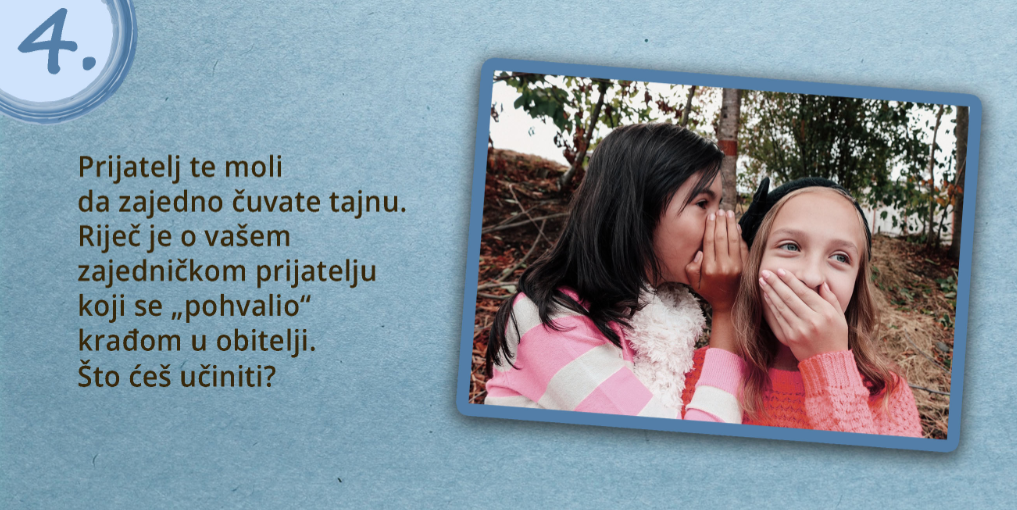 4.
Prijatelj te moli
da zajedno čuvate tajnu.
Riječ je o vašem
zajedničkom prijatelju
koji se „pohvalio“
krađom u obitelji.
Što ćeš učiniti?